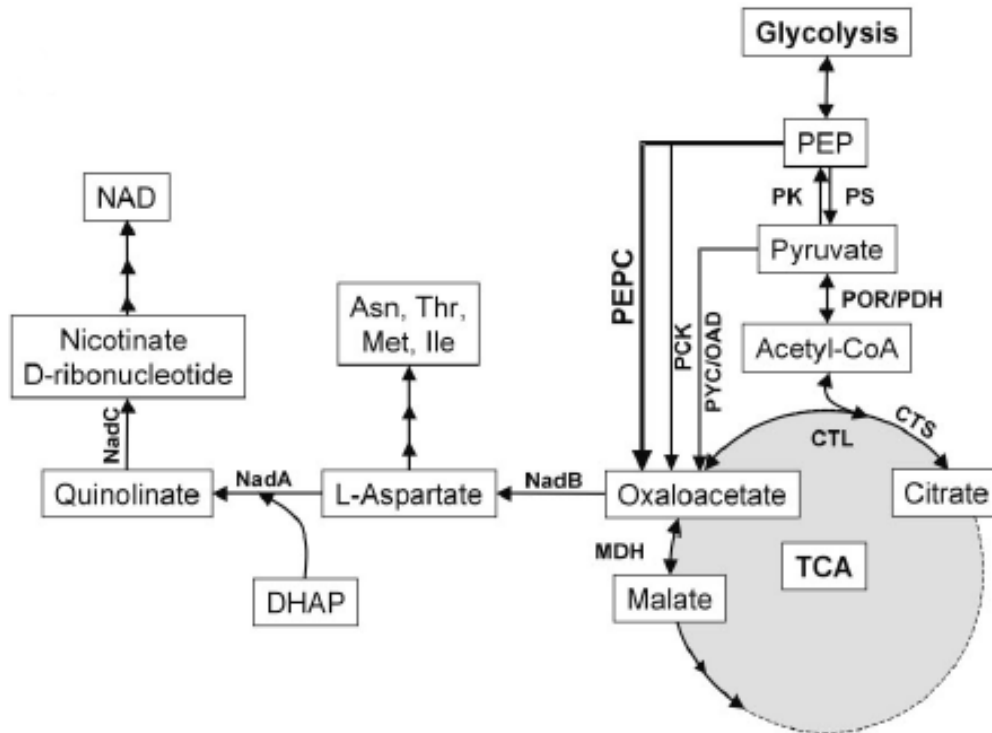 Glycolysis
PEP
PK
PS
NAD
Pyruvate
PEPC
POR/PDH
Asn, Thr,
Met, Ile
PCK
PYC/OAD
Nicotinate
D-ribonucleotide
Acetyl-CoA
NadC
CTL
CTS
Quinolinate
NadA
L-Aspartate
NadB
Oxaloacetate
Citrate
MDH
TCA
DHAP
Malate